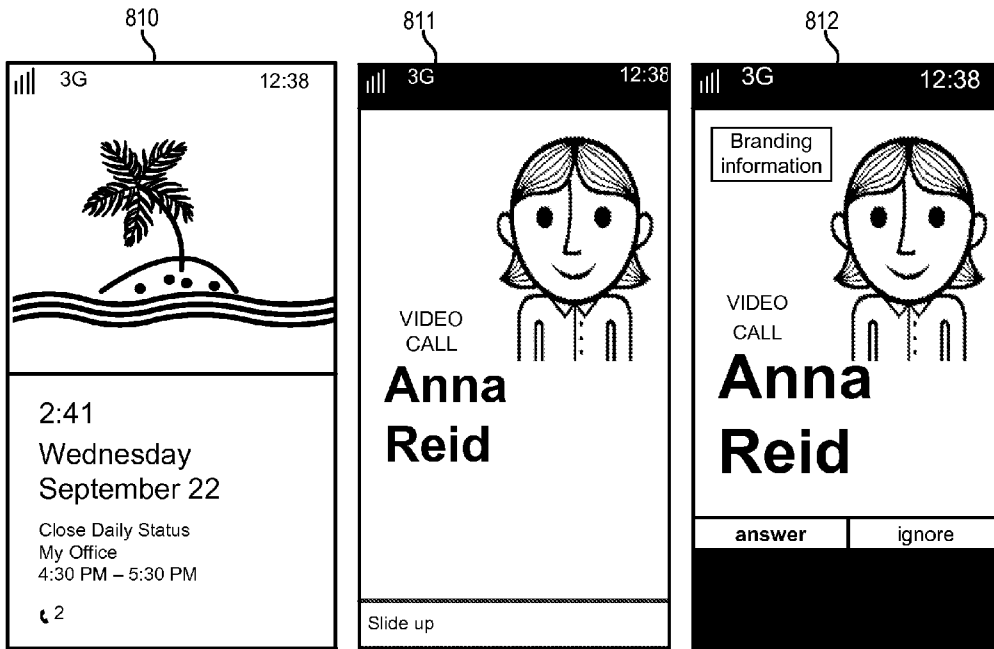 810
3G 12:38
2:41
Wednesday
September 22
Close Daily Status
My Office
4:30 PM – 5:30 PM
2
811
3G 12:38
VIDEO
CALL
Anna
Reid
Slide up
812
3G 12:38
Branding
information
VIDEO
CALL
Anna
Reid
answer ignore